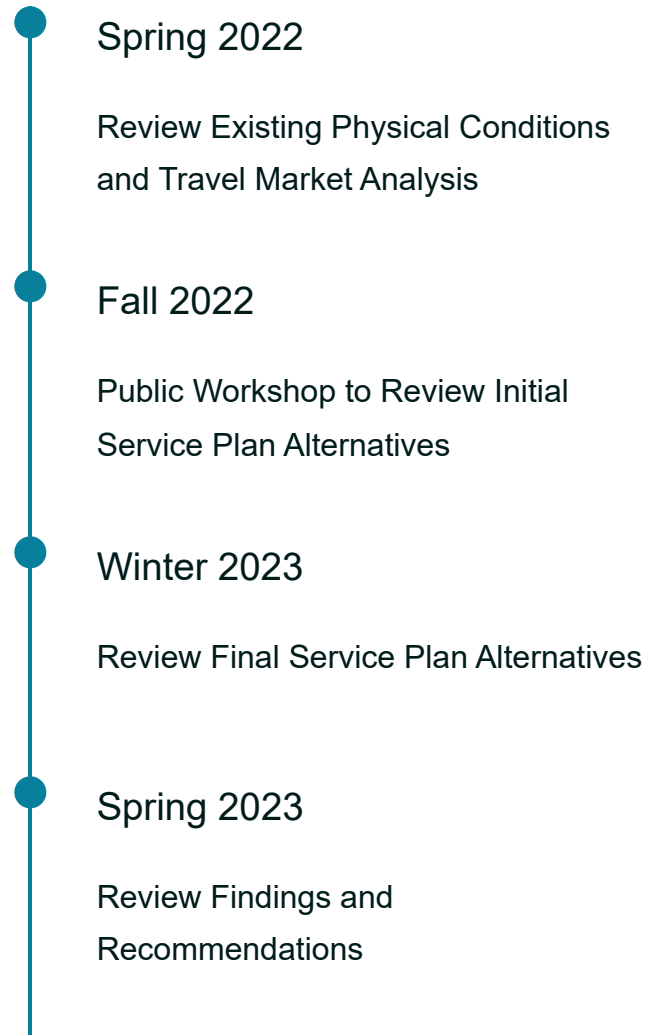 Spring 2022
Review Existing Physical Conditions
and Travel Market Analysis
Fall 2022
Public Workshop to Review Initial
Service Plan Alternatives
Winter 2023
Review Final Service Plan Alternatives
Spring 2023
Review Findings and
Recommendations